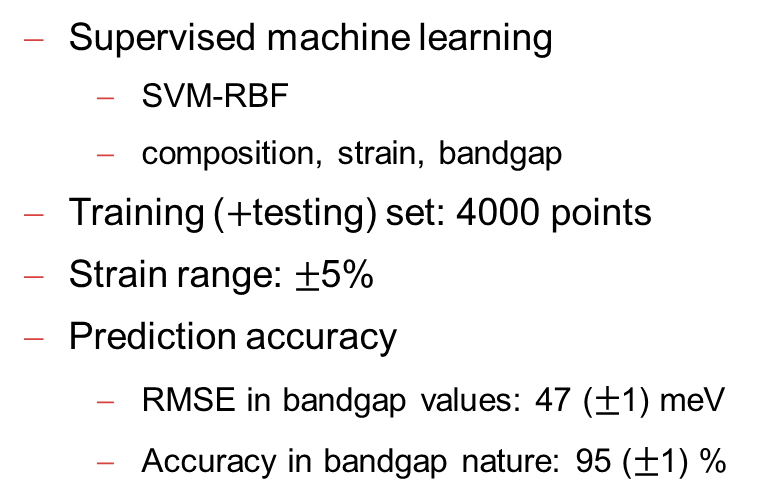 – Supervised machine learning
– SVM-RBF
– composition, strain, bandgap
– Training (+testing) set: 4000 points
– Strain range: ±5%
– Prediction accuracy
– RMSE in bandgap values: 47 (±1) meV
– Accuracy in bandgap nature: 95 (±1) %